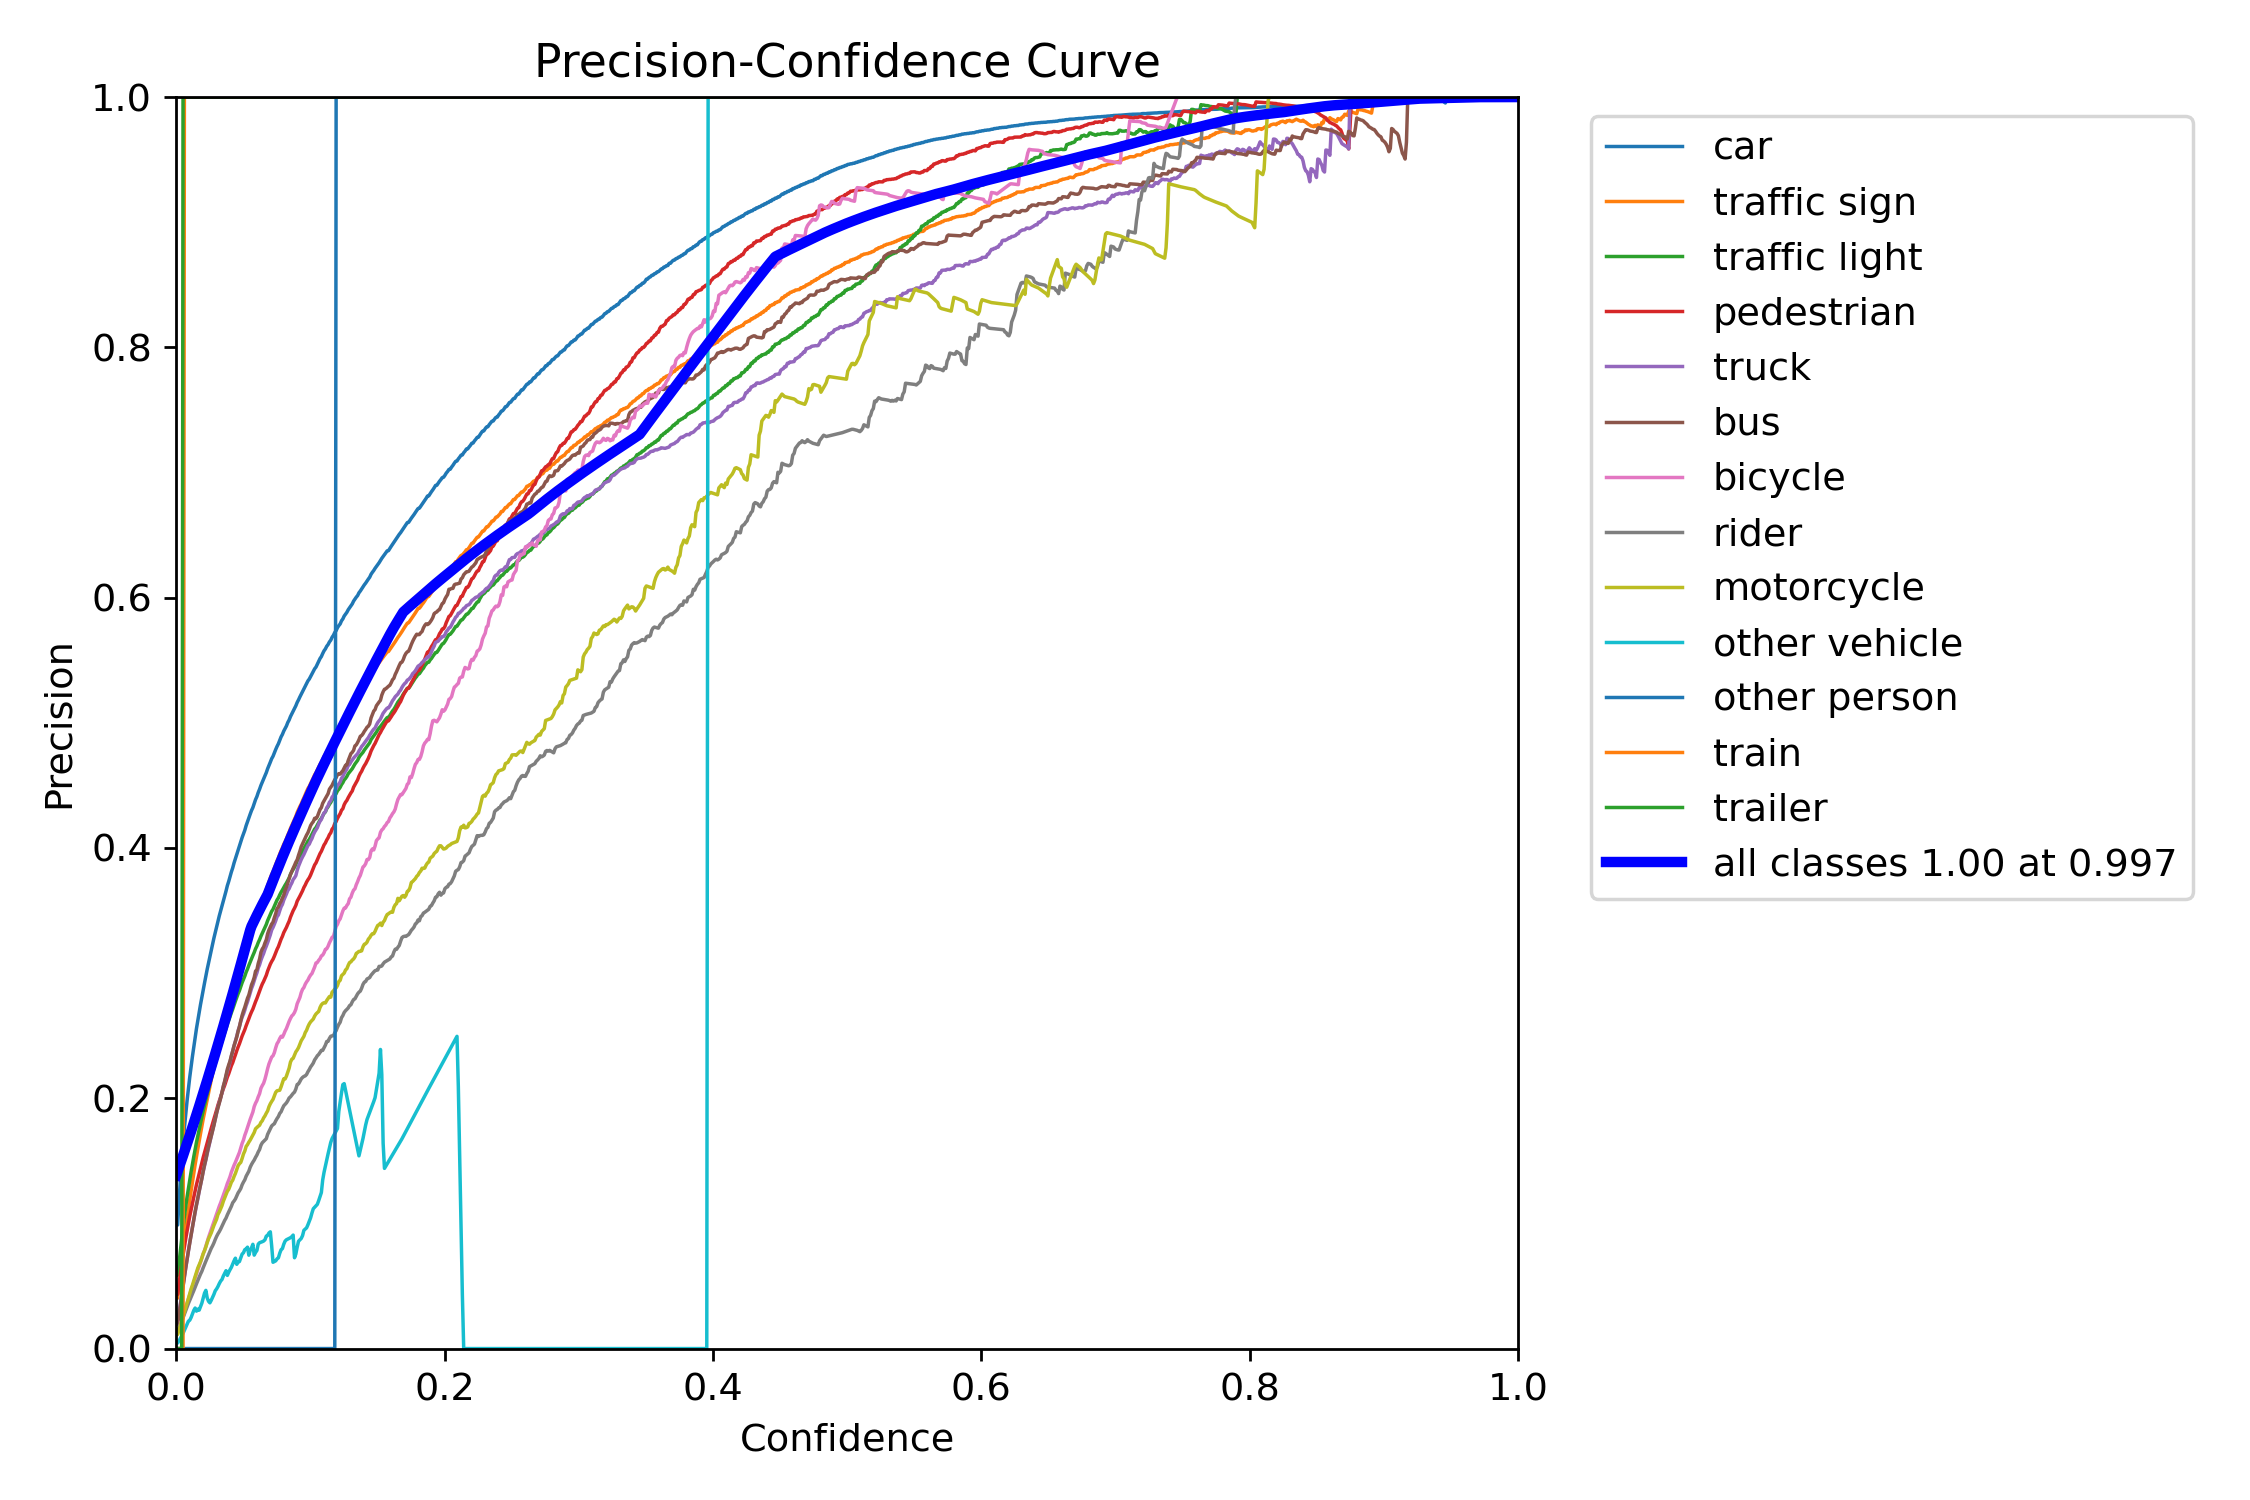 Precision-Confidence Curve
1.0
0.8
0.6
0.4
0.2
0.0
Precision
0.0 0.2 0.4 0.6 0.8 1.0
Confidence
car
traffic sign
traffic light
pedestrian
truck
bus
bicycle
rider
motorcycle
other vehicle
other person
train
trailer
all classes 1.00 at 0.997